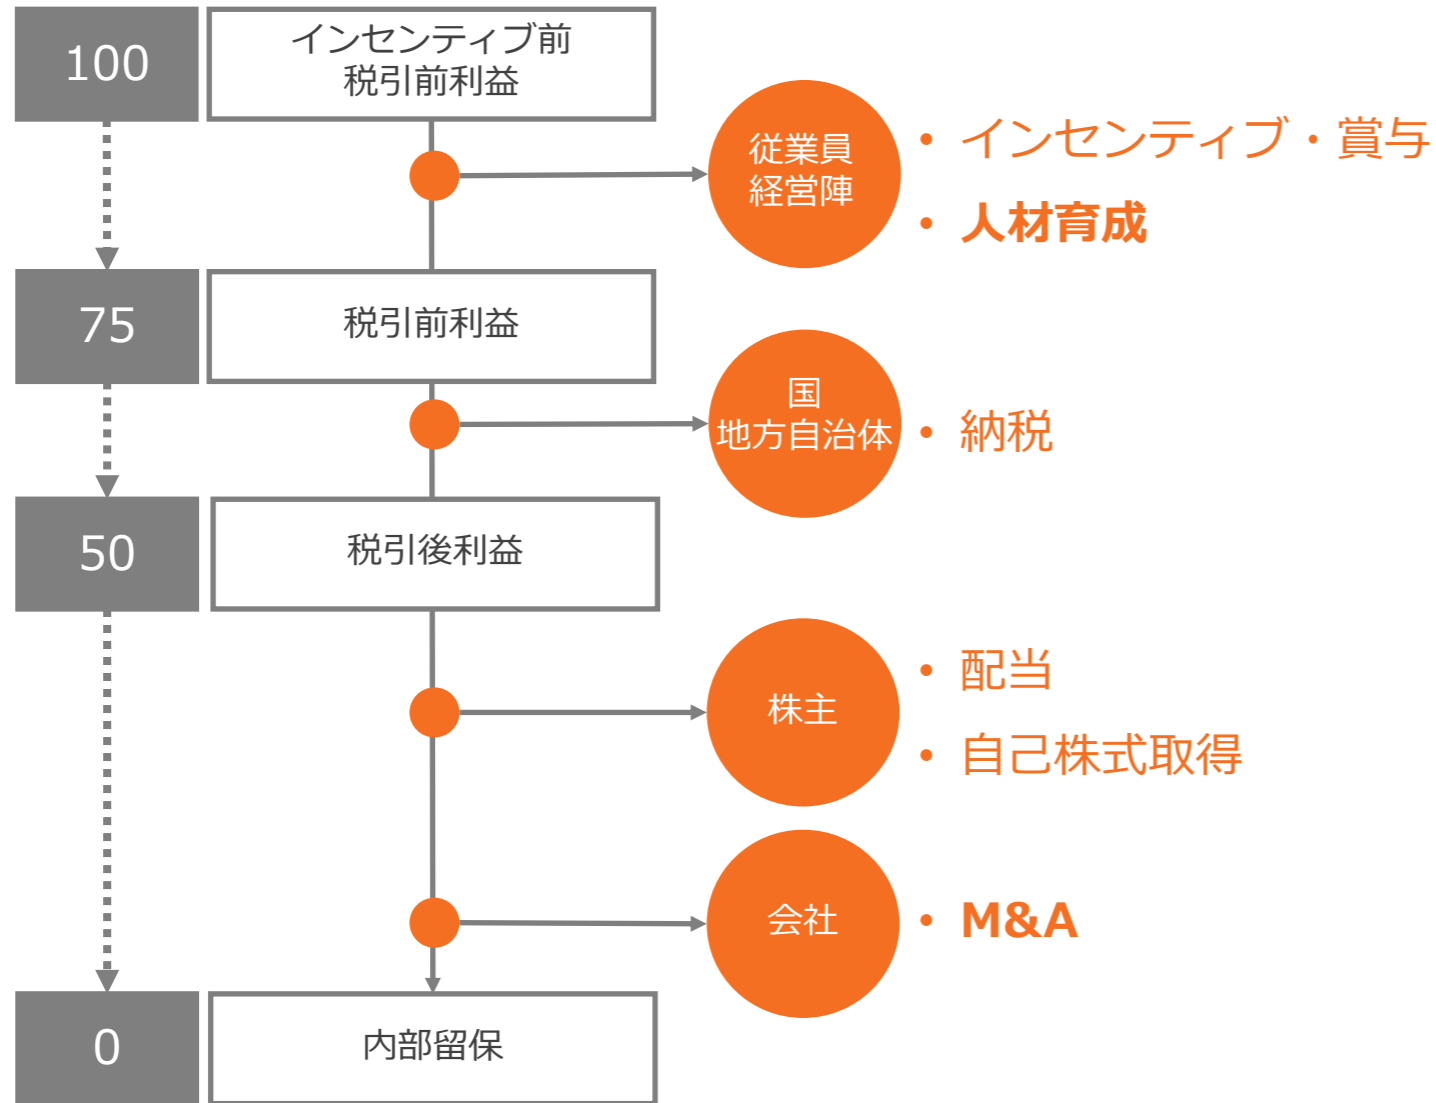 100
インセンティブ前
税引前利益
従業員
経営陣
• インセンティブ・賞与
• 人材育成
75
税引前利益
国
地方自治体
• 納税
50
税引後利益
株主
• 配当
• 自己株式取得
会社
• M&A
0
内部留保